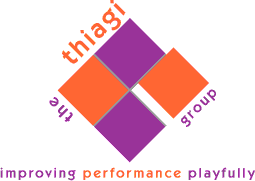 the thiagi group
improving performance playfully